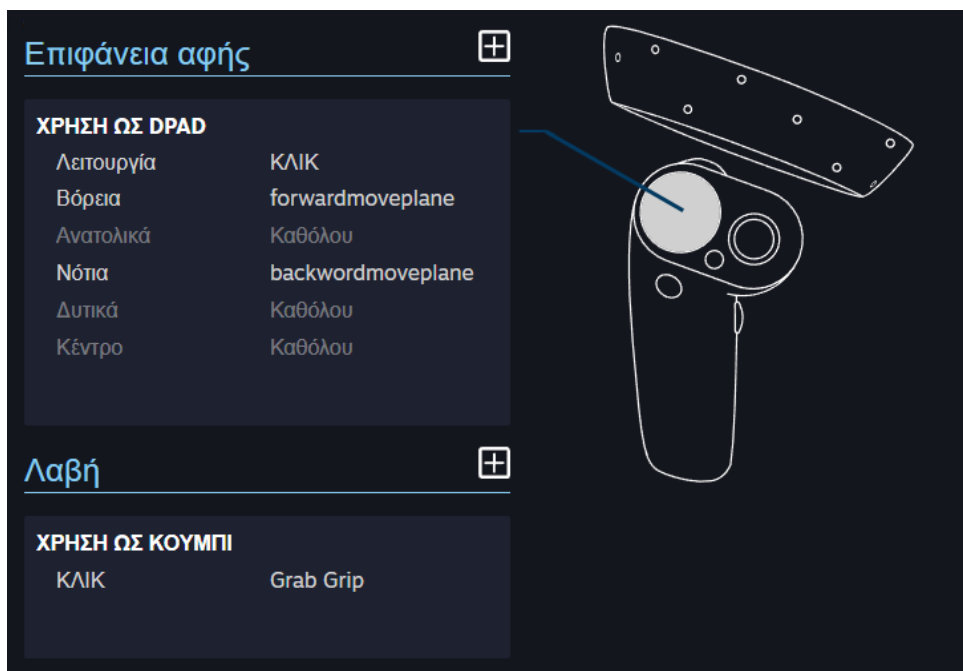 Επιφάνεια αφής
ΧΡΗΣΗ ΩΣ DPAD
Λειτουργία ΚΛΙΚ
Βόρεια forwardmoveplane
Ανατολικά Καθόλου
Νότια backwordmoveplane
Δυτικά Καθόλου
Κέντρο Καθόλου
Λαβή
ΧΡΗΣΗ ΩΣ ΚΟΥΜΠΙ
ΚΛΙΚ Grab Grip